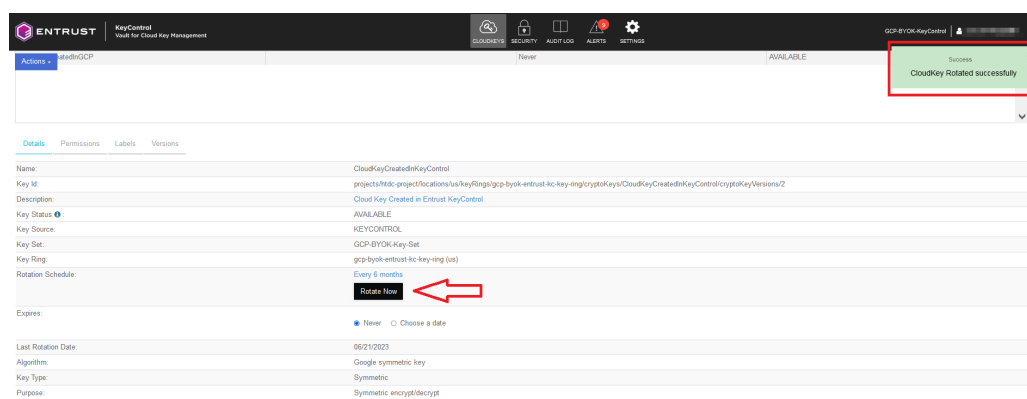 ENTRUST
KeyControl
Vault for Cloud Key Management
CLOUDKEYS SECURITY AUDIT LOG ALERTS SETTINGS
GCP-BYOK-KeyControl
Actions
atedInGCP Never AVAILABLE
Success
CloudKey Rotated successfully
Details Permissions Labels Versions
Name: CloudKeyCreatedInKeyControl
Key Id: projects/htdc-project/locations/us/keyRings/gcp-byok-entrust-kc-key-ring/cryptoKeys/CloudKeyCreatedInKeyControl/cryptoKeyVersions/2
Description: Cloud Key Created in Entrust KeyControl
Key Status : AVAILABLE
Key Source: KEYCONTROL
Key Set: GCP-BYOK-Key-Set
Key Ring: gcp-byok-entrust-kc-key-ring (us)
Rotation Schedule: Every 6 months
Rotate Now
Expires:
Never Choose a date
Last Rotation Date: 06/21/2023
Algorithm: Google symmetric key
Key Type: Symmetric
Purpose: Symmetric encrypt/decrypt